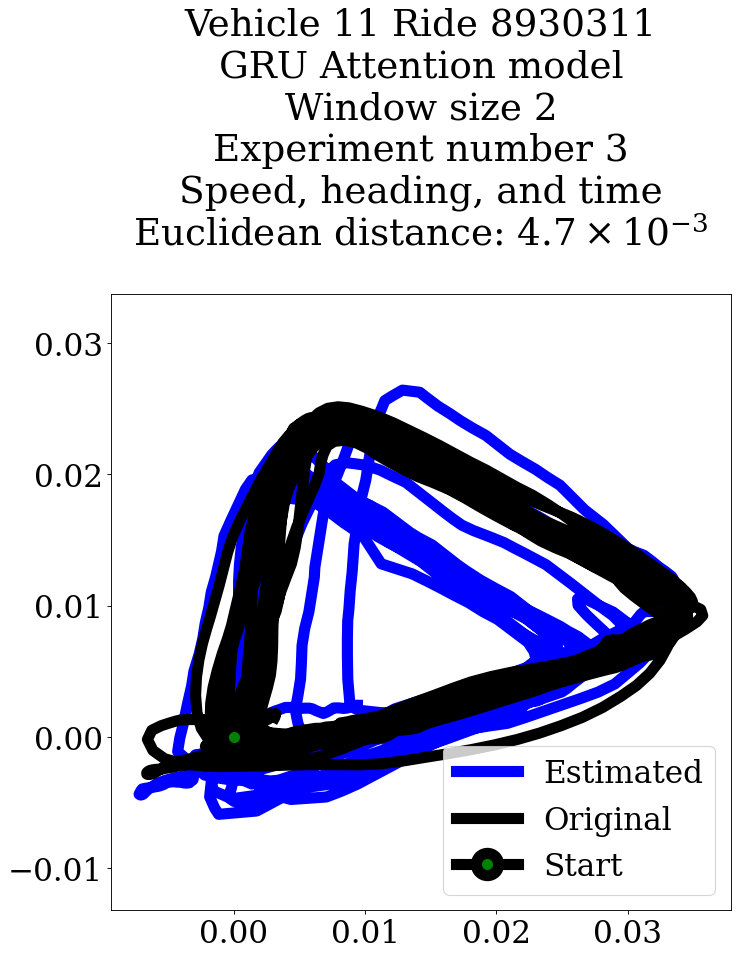 Vehicle 11 Ride 8930311
GRU Attention model
Window size 2
Experiment number 3
Speed, heading, and time
Euclidean distance: 4.7 × 10⁻³
0.03
0.02
0.01
0.00
−0.01
Estimated
Original
Start
0.00 0.01 0.02 0.03